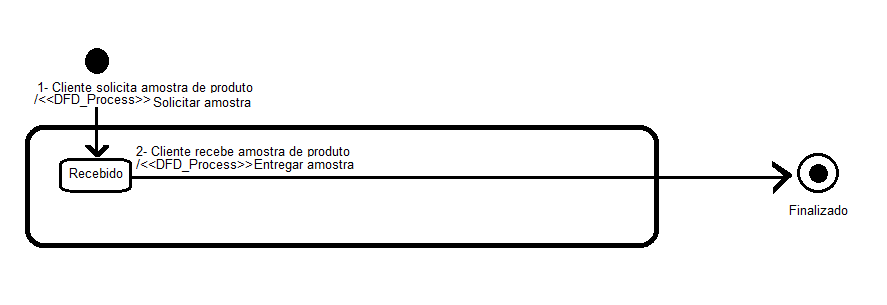 1- Cliente solicita amostra de produto
/<<DFD_Process>> Solicitar amostra
2- Cliente recebe amostra de produto
/<<DFD_Process>>Entregar amostra
Recebido
Finalizado